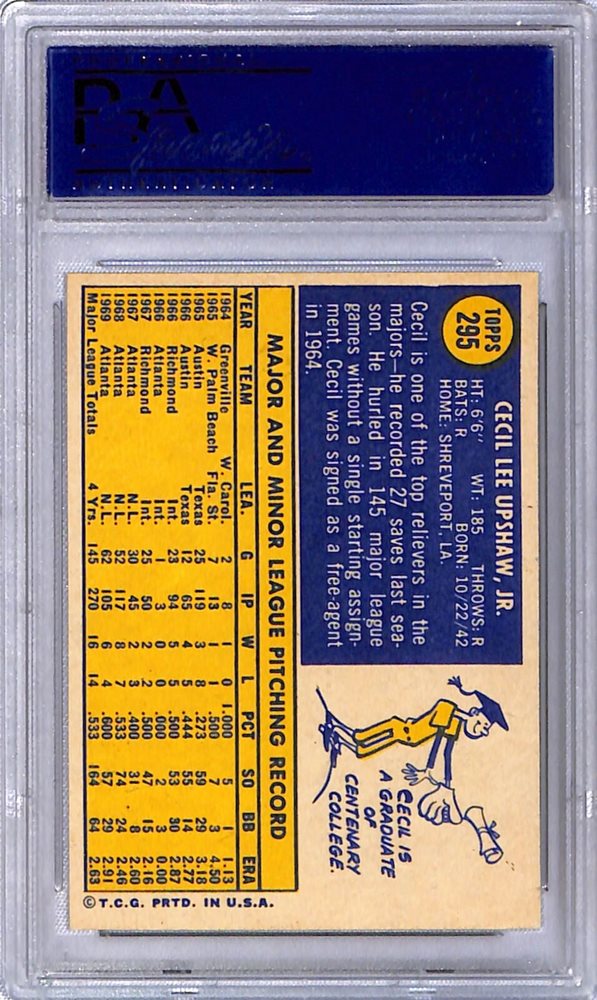 PSA
TOPPS
295
CECIL LEE UPSHAW, JR.
HT: 6'6" WT: 185 THROWS: R
BATS: R BORN: 10/22/42
HOME: SHREVEPORT, LA.
Cecil is one of the top relievers in the
majors—he recorded 27 saves last sea-
son. He hurled in 145 major league
games without a single starting assign-
ment. Cecil was signed as a free-agent
in 1964.
CECIL IS
A GRADUATE
OF
CENTENARY
COLLEGE.
MAJOR AND MINOR LEAGUE PITCHING RECORD
YEAR TEAM LEA. G IP W L PCT SO BB ERA
1964 Greenville W. Carol. 2 8 1 0 1.000 5 1 1.13
1965 W. Palm Beach Fla. St. 7 13 1 1 .500 7 3 4.50
1965 Austin Texas 25 119 3 8 .273 59 29 3.18
1966 Austin Texas 12 65 4 5 .444 55 14 2.77
1966 Richmond Int. 23 94 5 5 .500 53 30 2.87
1966 Atlanta N.L. 1 3 0 0 .000 2 3 0.00
1967 Richmond Int. 25 50 2 2 .500 47 15 2.16
1967 Atlanta N.L. 30 45 2 3 .400 31 8 2.60
1968 Atlanta N.L. 52 117 8 7 .533 74 24 2.46
1969 Atlanta N.L. 62 105 6 4 .600 57 29 2.91
Major League Totals 4 Yrs. 145 270 16 14 .533 164 64 2.63
©T.C.G. PRTD. IN U.S.A.